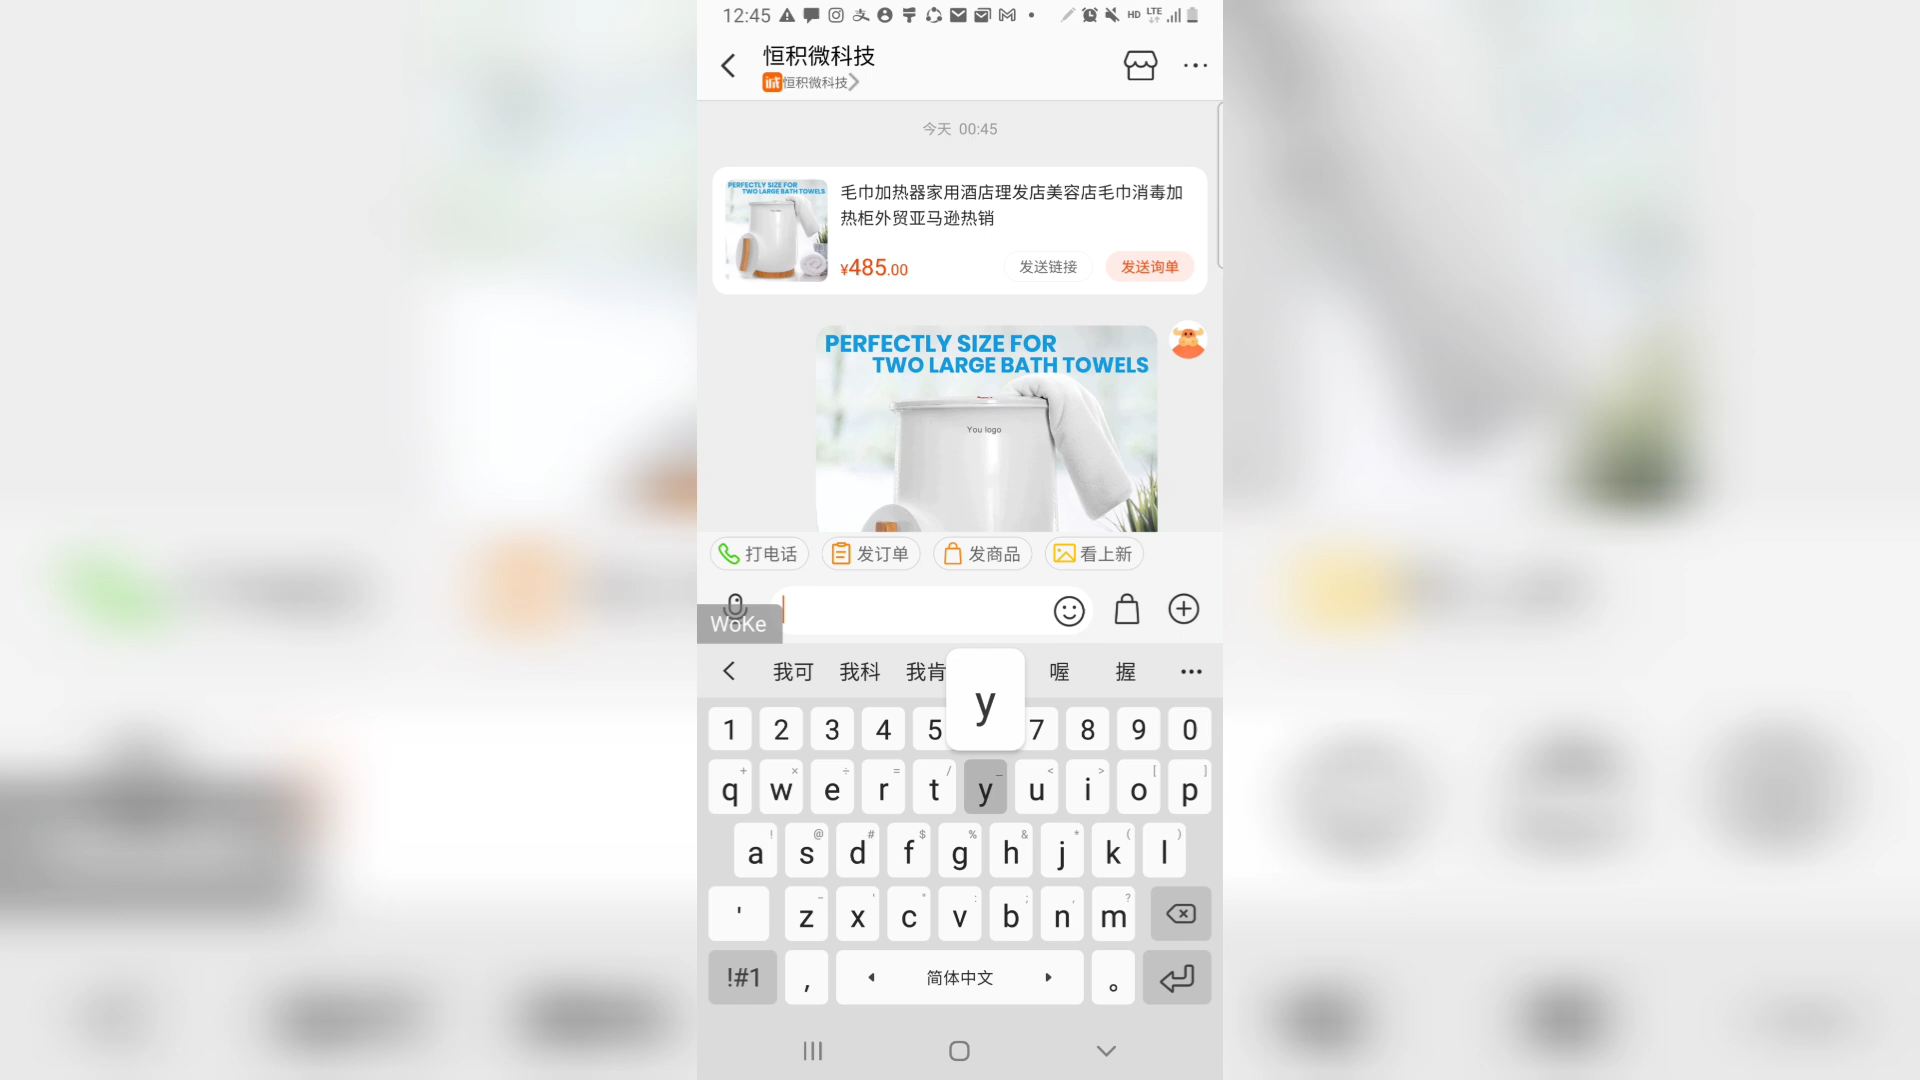 12:45
HD LTE
恒积微科技
诚 恒积微科技
今天 00:45
PERFECTLY SIZE FOR
TWO LARGE BATH TOWELS
毛巾加热器家用酒店理发店美容店毛巾消毒加
热柜外贸亚马逊热销
¥485.00
发送链接
发送询单
PERFECTLY SIZE FOR
TWO LARGE BATH TOWELS
You logo
打电话 发订单 发商品 看上新
WoKe
我可 我科 我肯 喔 握 •••
y
1 2 3 4 5 7 8 9 0
q w e r t y u i o p
a s d f g h j k l
' z x c v b n m
!#1 , 简体中文 。